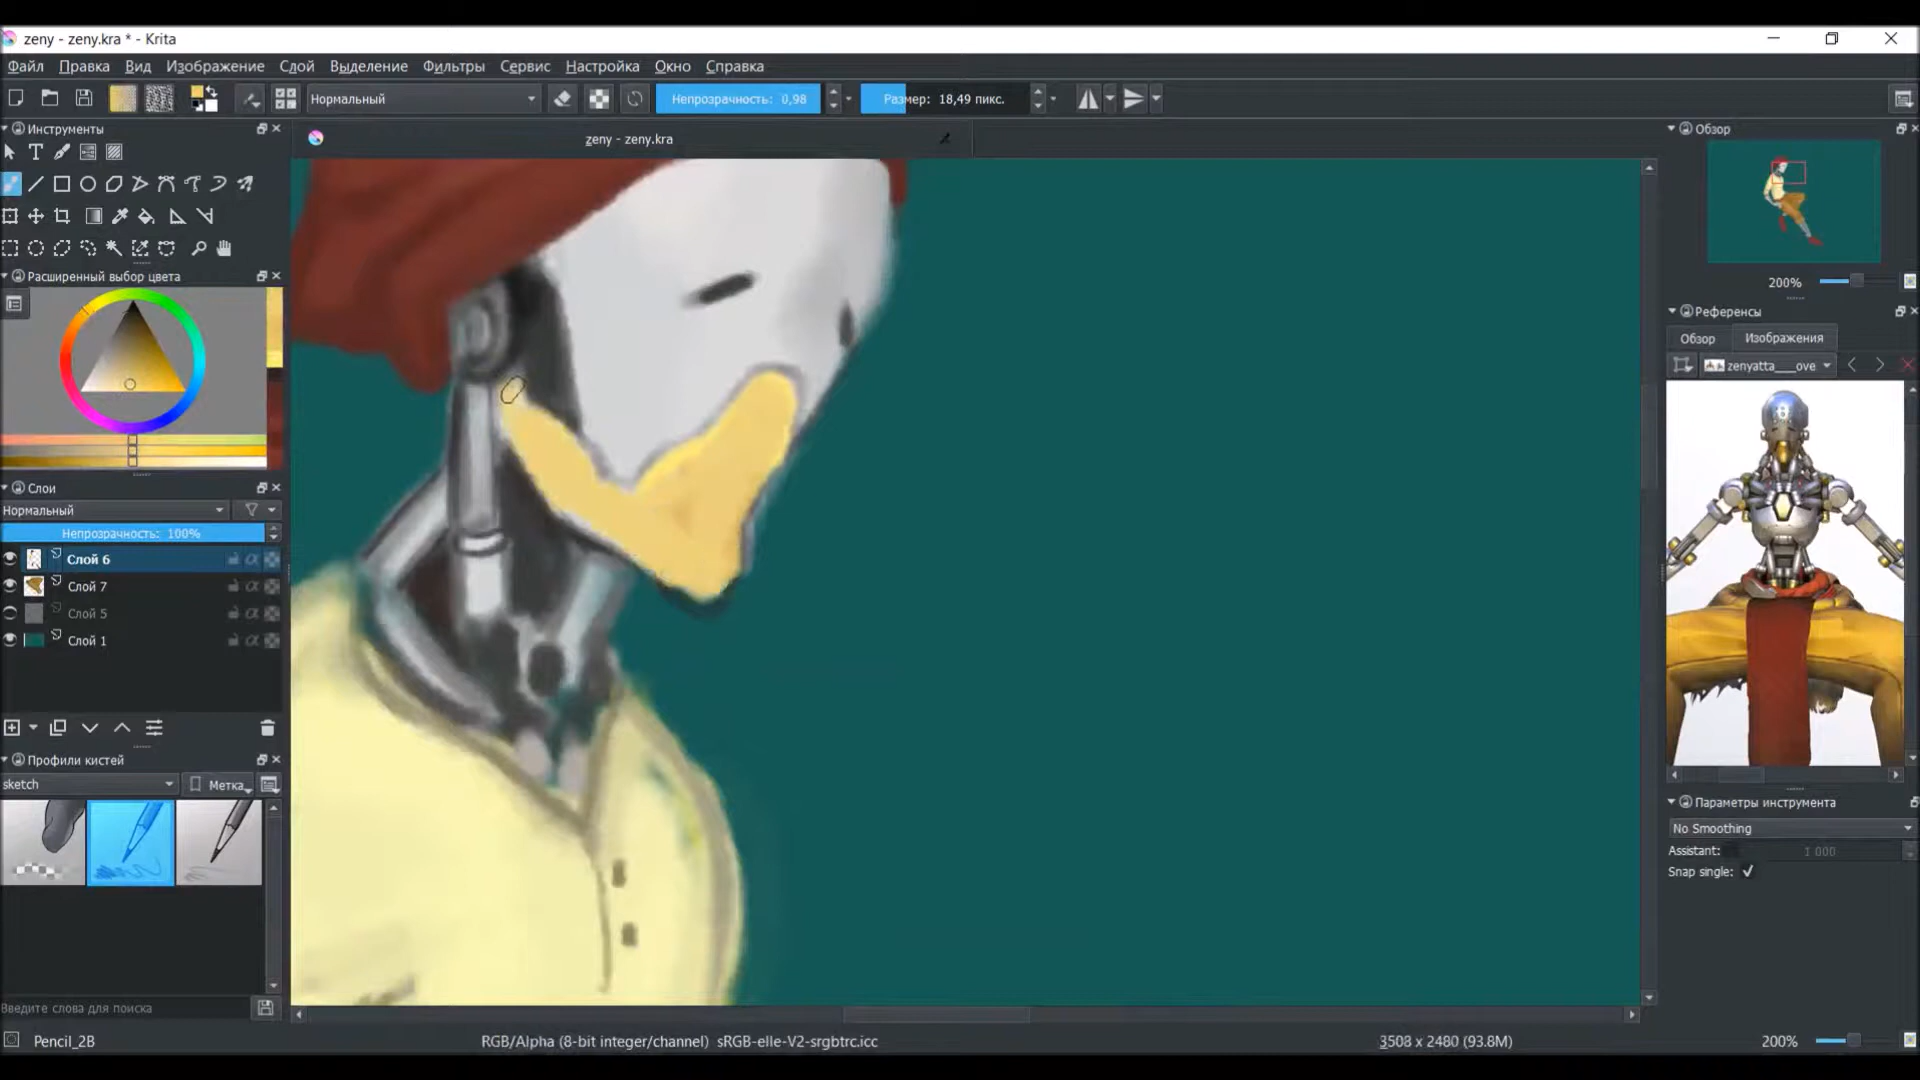 zeny - zeny.kra * - Krita
Файл Правка Вид Изображение Слой Выделение Фильтры Сервис Настройка Окно Справка
Нормальный Непрозрачность: 0,98 Размер: 18,49 пикс.
Инструменты zeny - zeny.kra Обзор
Расширенный выбор цвета
200%
Референсы
Обзор Изображения
zenyatta___ove
8
Слои
Нормальный
Непрозрачность: 100%
Слой 6
Слой 7
Слой 5
Слой 1
Профили кистей
sketch Метка
Параметры инструмента
No Smoothing
Assistant: 1 000
Snap single: ✓
Введите слова для поиска
Pencil_2B RGB/Alpha (8-bit integer/channel) sRGB-elle-V2-srgbtrc.icc 3508 x 2480 (93.8M) 200%